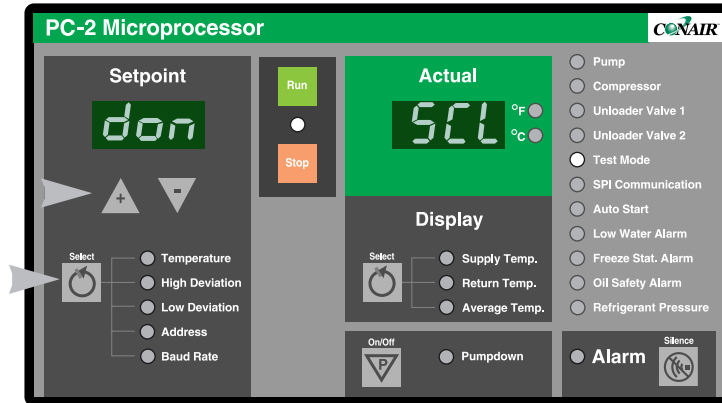 PC-2 Microprocessor
CONAIR
Setpoint
don
+
-
Select
Temperature
High Deviation
Low Deviation
Address
Baud Rate
Run
Stop
Actual
SCL
°F
°C
Display
Select
Supply Temp.
Return Temp.
Average Temp.
On/Off
P
Pumpdown
Pump
Compressor
Unloader Valve 1
Unloader Valve 2
Test Mode
SPI Communication
Auto Start
Low Water Alarm
Freeze Stat. Alarm
Oil Safety Alarm
Refrigerant Pressure
Alarm
Silence